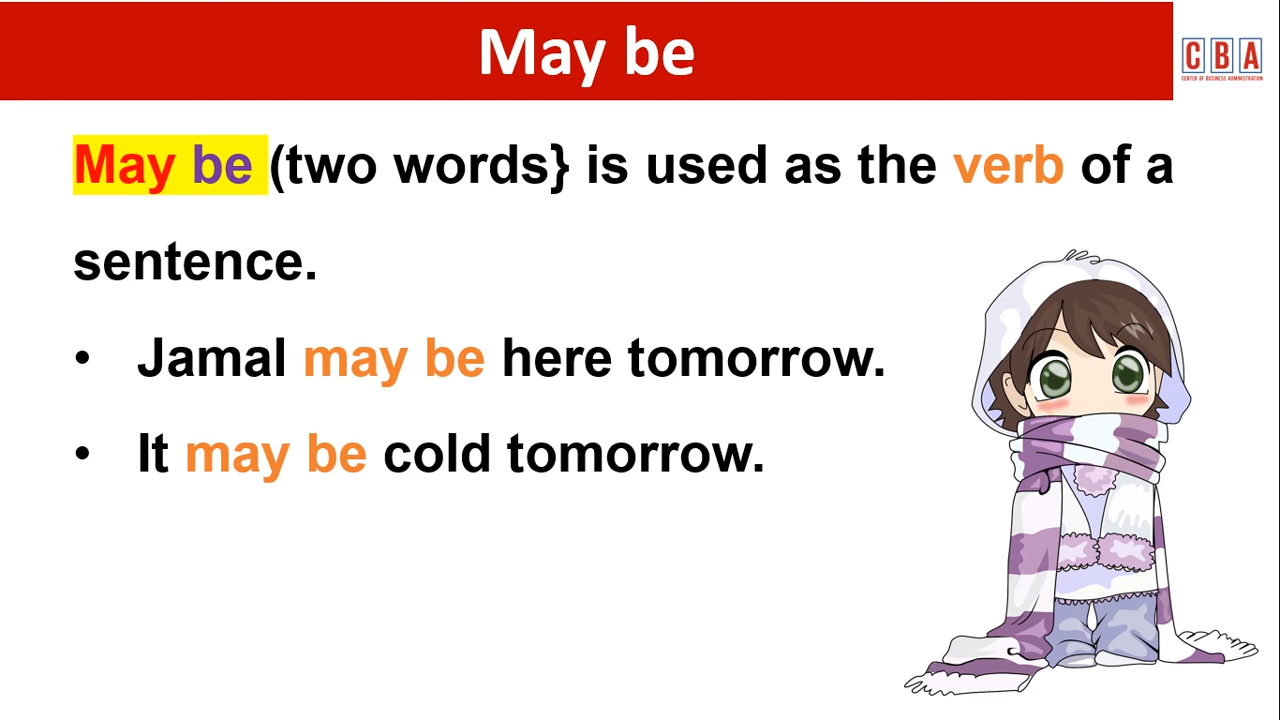 May be
CBA
CENTER OF BUSINESS ADMINISTRATION
May be (two words} is used as the verb of a
sentence.
• Jamal may be here tomorrow.
• It may be cold tomorrow.